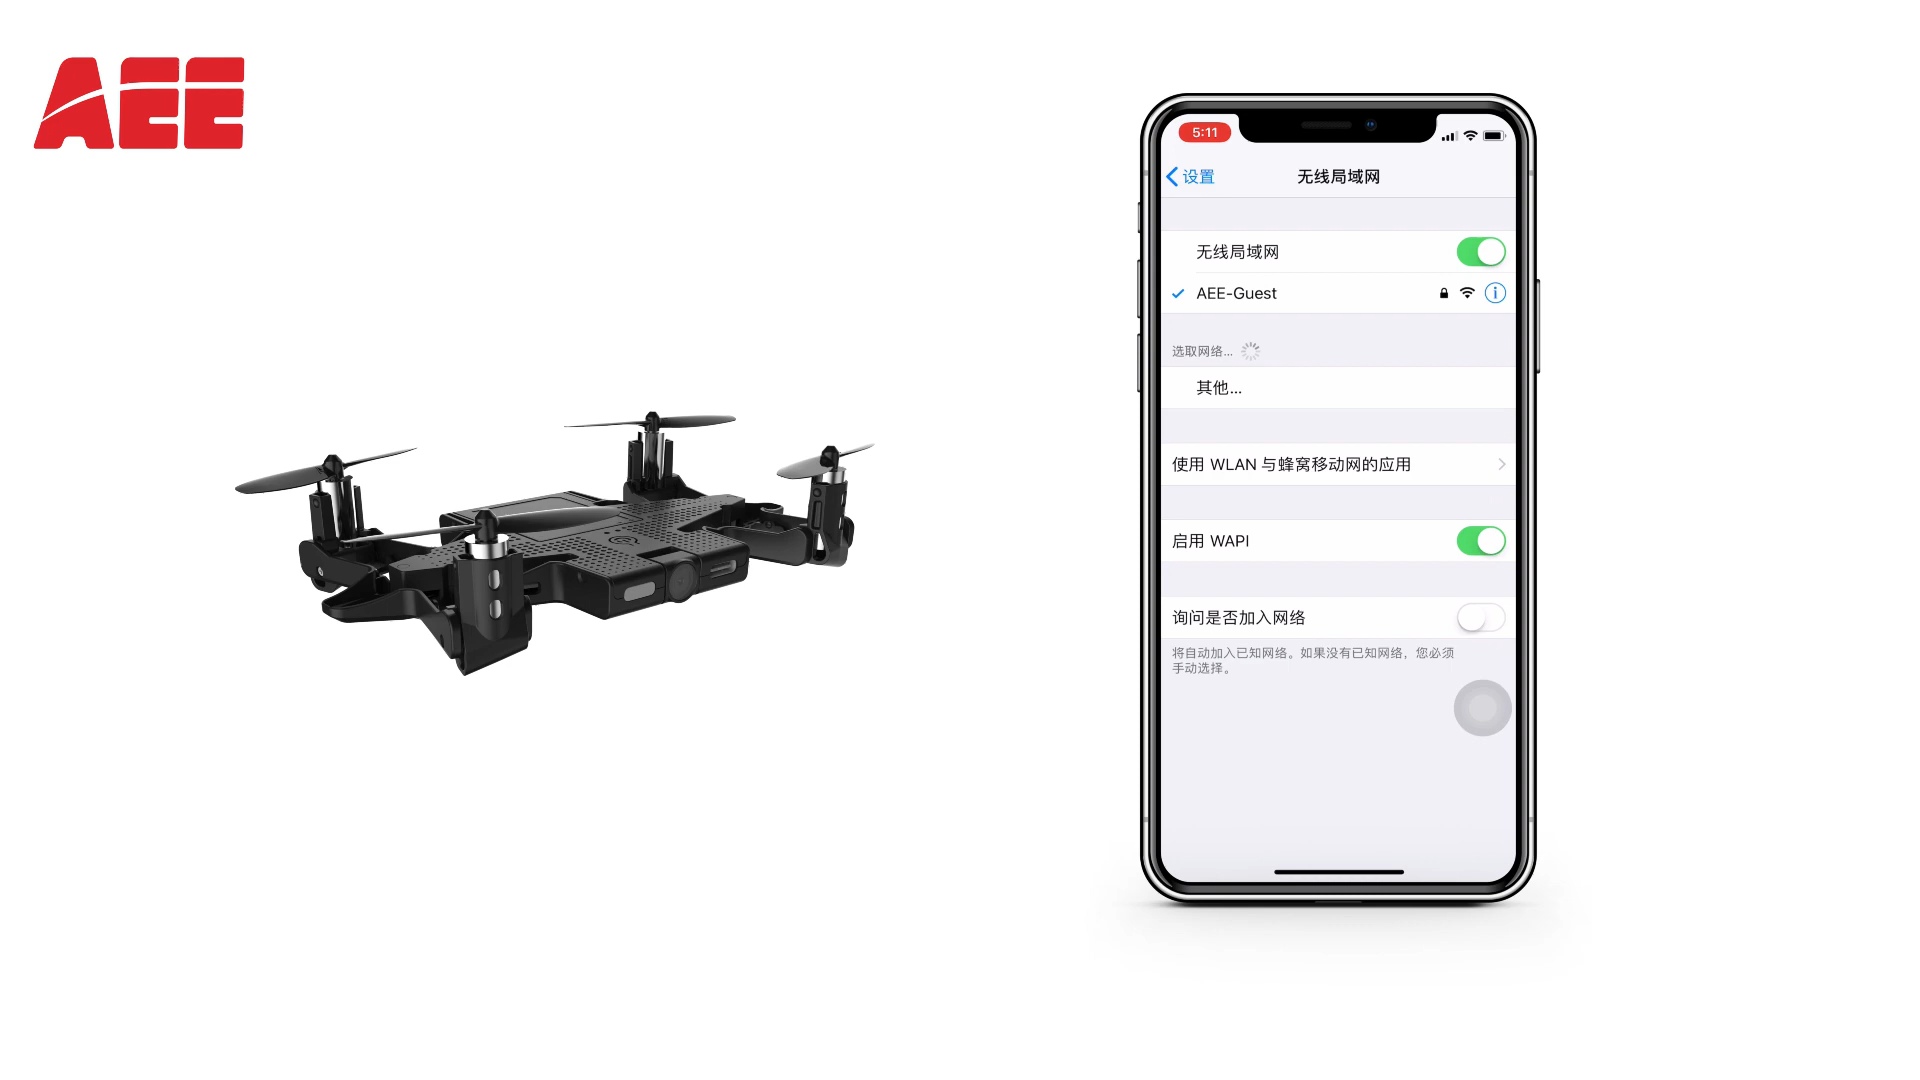 AEE
5:11
设置
无线局域网
无线局域网
AEE-Guest
选取网络...
其他...
使用 WLAN 与蜂窝移动网的应用
启用 WAPI
询问是否加入网络
将自动加入已知网络。如果没有已知网络，您必须
手动选择。